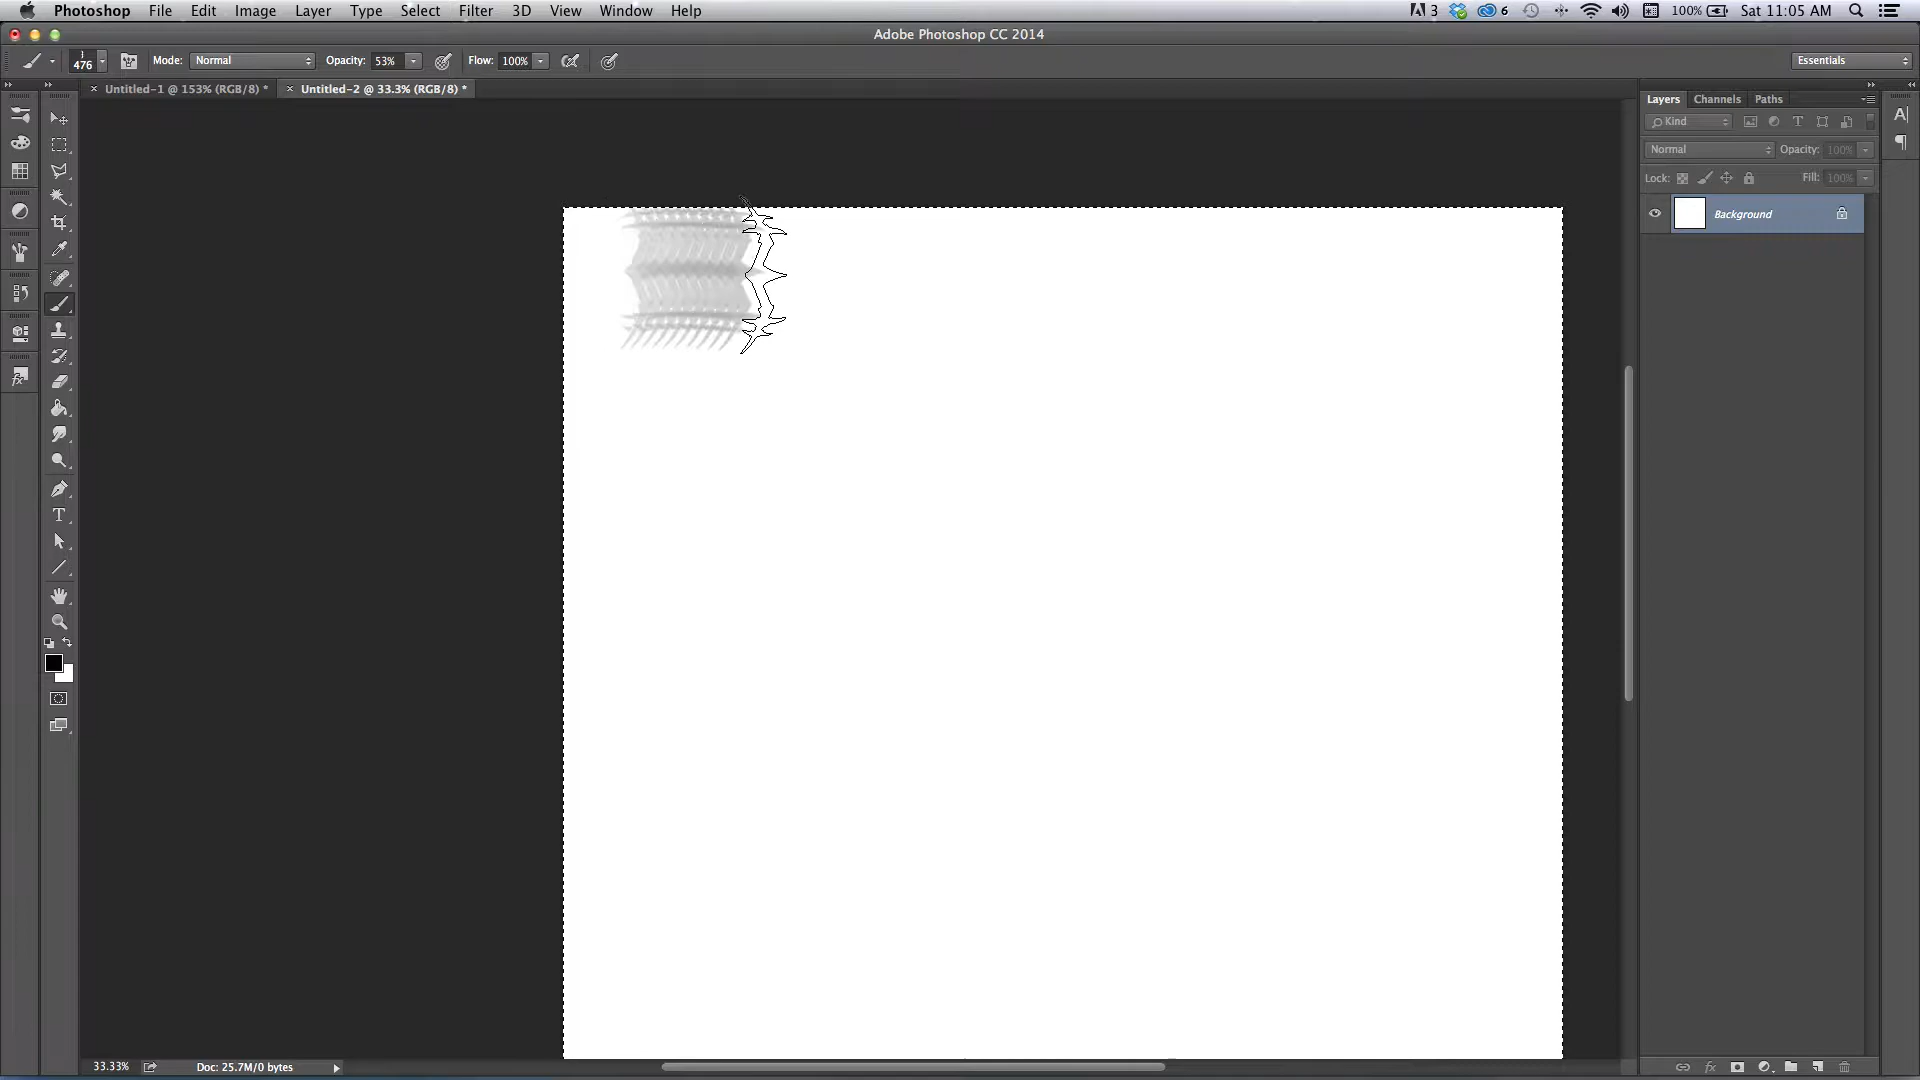 Photoshop File Edit Image Layer Type Select Filter 3D View Window Help 3 6 100% Sat 11:05 AM
Adobe Photoshop CC 2014
476 Mode: Normal Opacity: 53% Flow: 100% Essentials
Untitled-1 @ 153% (RGB/8) * Untitled-2 @ 33.3% (RGB/8) *
Layers Channels Paths
Kind
Normal Opacity: 100%
Lock: Fill: 100%
Background
33.33% Doc: 25.7M/0 bytes